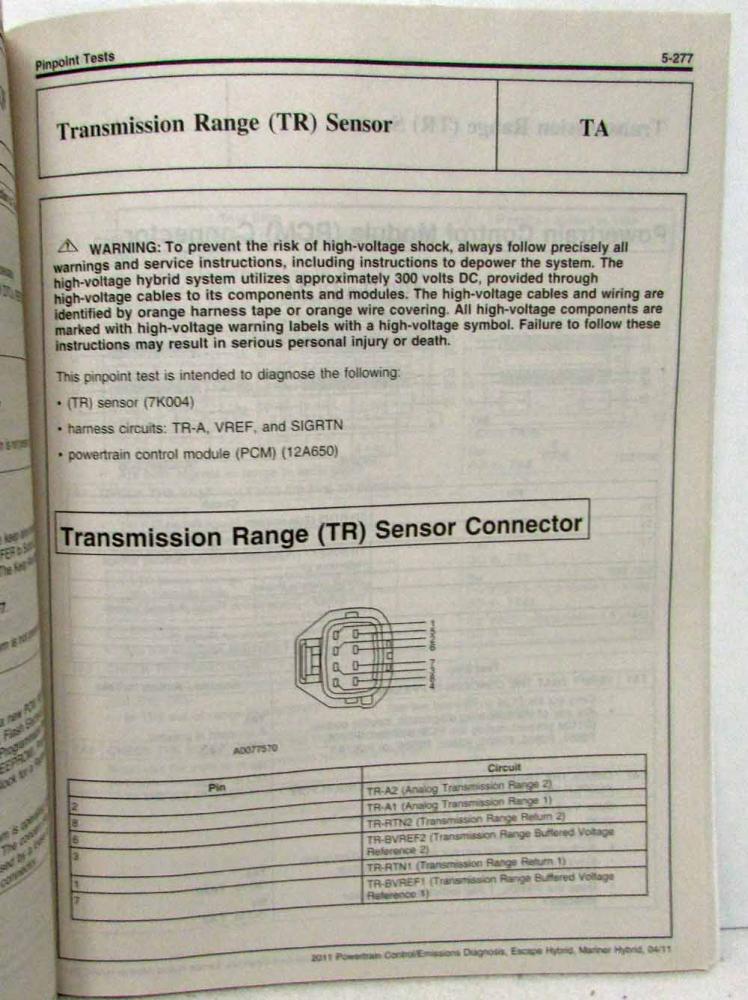 Pinpoint Tests 5-277
Transmission Range (TR) Sensor TA
WARNING: To prevent the risk of high-voltage shock, always follow precisely all
warnings and service instructions, including instructions to depower the system. The
high-voltage hybrid system utilizes approximately 300 volts DC, provided through
high-voltage cables to its components and modules. The high-voltage cables and wiring are
identified by orange harness tape or orange wire covering. All high-voltage components are
marked with high-voltage warning labels with a high-voltage symbol. Failure to follow these
instructions may result in serious personal injury or death.
This pinpoint test is intended to diagnose the following:
• (TR) sensor (7K004)
• harness circuits: TR-A, VREF, and SIGRTN
• powertrain control module (PCM) (12A650)
Transmission Range (TR) Sensor Connector
1
5
2
6
7
3
8
4
A0077570
Pin Circuit
2 TR-A2 (Analog Transmission Range 2)
8 TR-A1 (Analog Transmission Range 1)
6 TR-RTN2 (Transmission Range Return 2)
3 TR-BVREF2 (Transmission Range Buffered Voltage
Reference 2)
1 TR-RTN1 (Transmission Range Return 1)
7 TR-BVREF1 (Transmission Range Buffered Voltage
Reference 1)
2011 Powertrain Control/Emissions Diagnosis, Escape Hybrid, Mariner Hybrid, 04/11